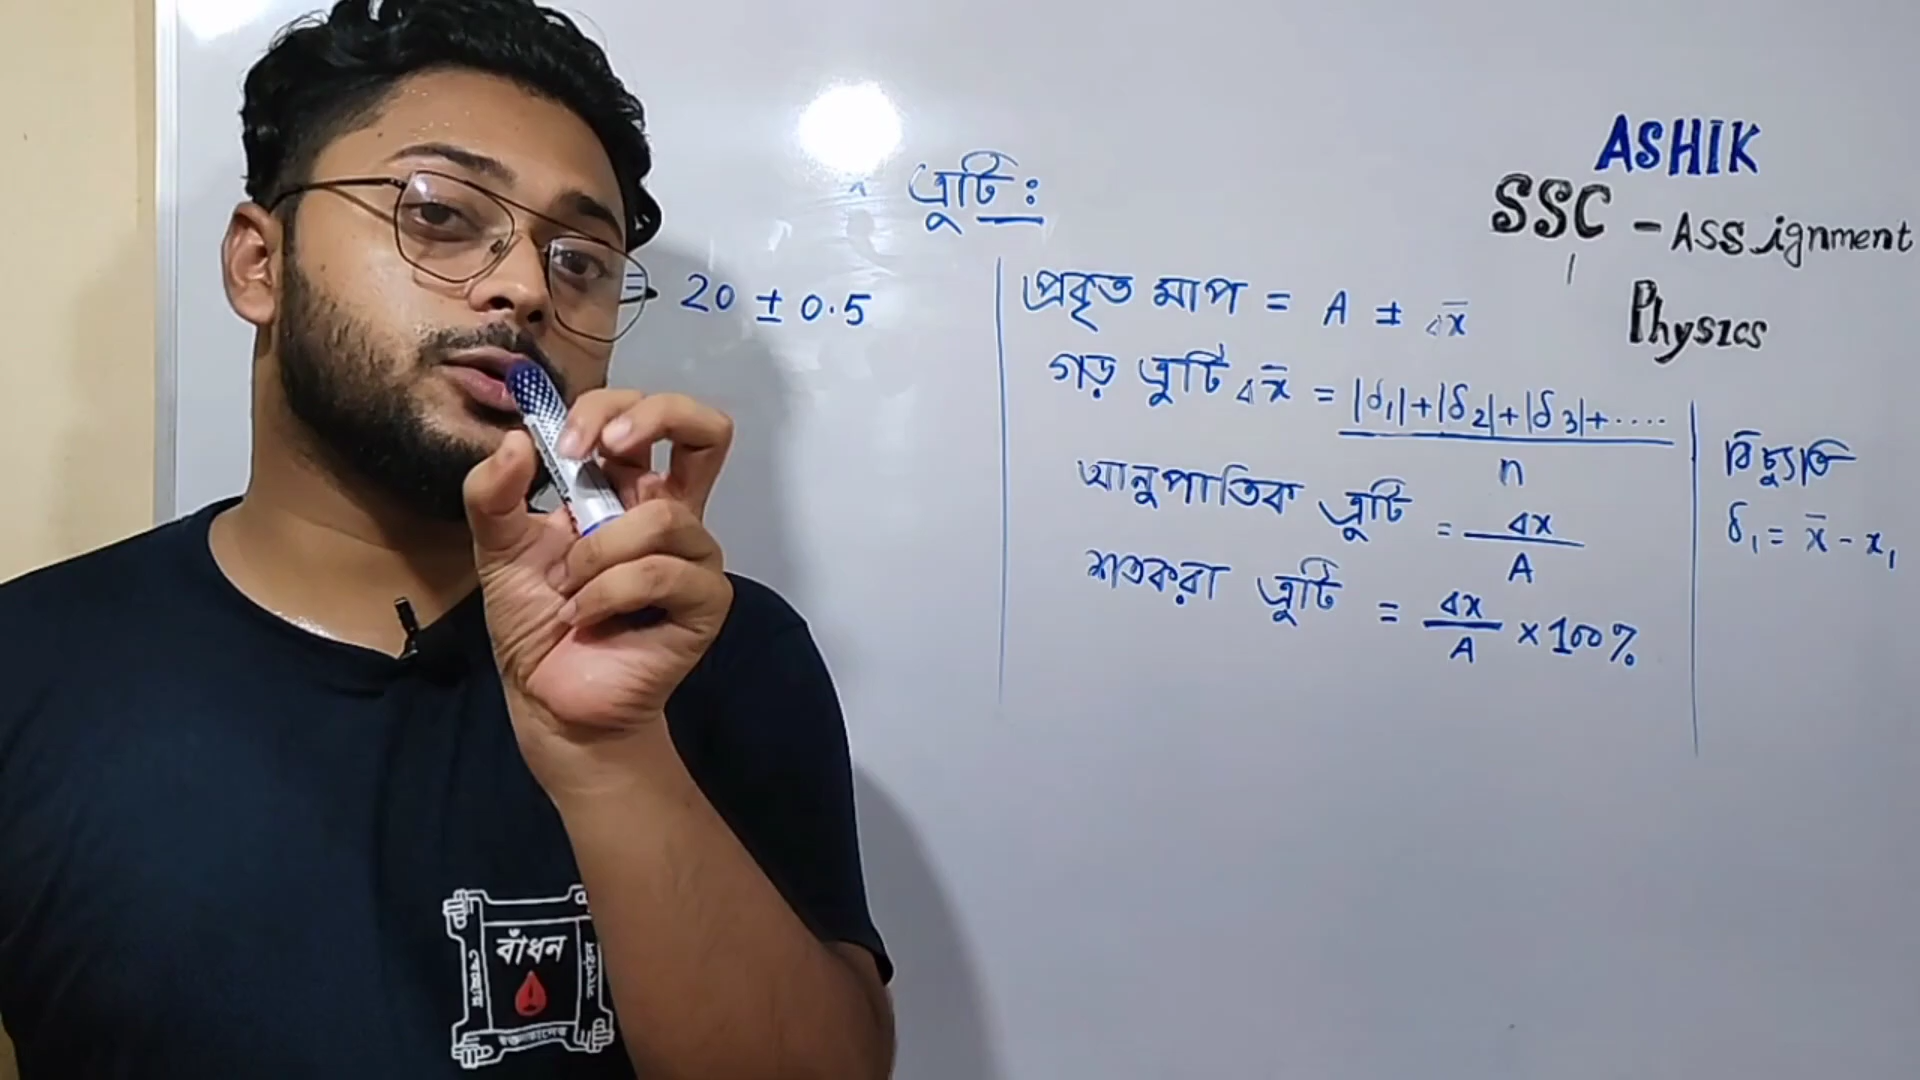 ত্রুটি :
ASHIK
SSC - Assignment
Physics
= 20 ± 0.5
প্রকৃত মাপ = A ± Δx̄
গড় ত্রুটি Δx̄ = |δ₁|+|δ₂|+|δ₃|+....
n
আনুপাতিক ত্রুটি = Δx
A
শতকরা ত্রুটি = Δx
A × 100%
বিচ্যুতি
δ₁ = x̄ - x₁
বাঁধন